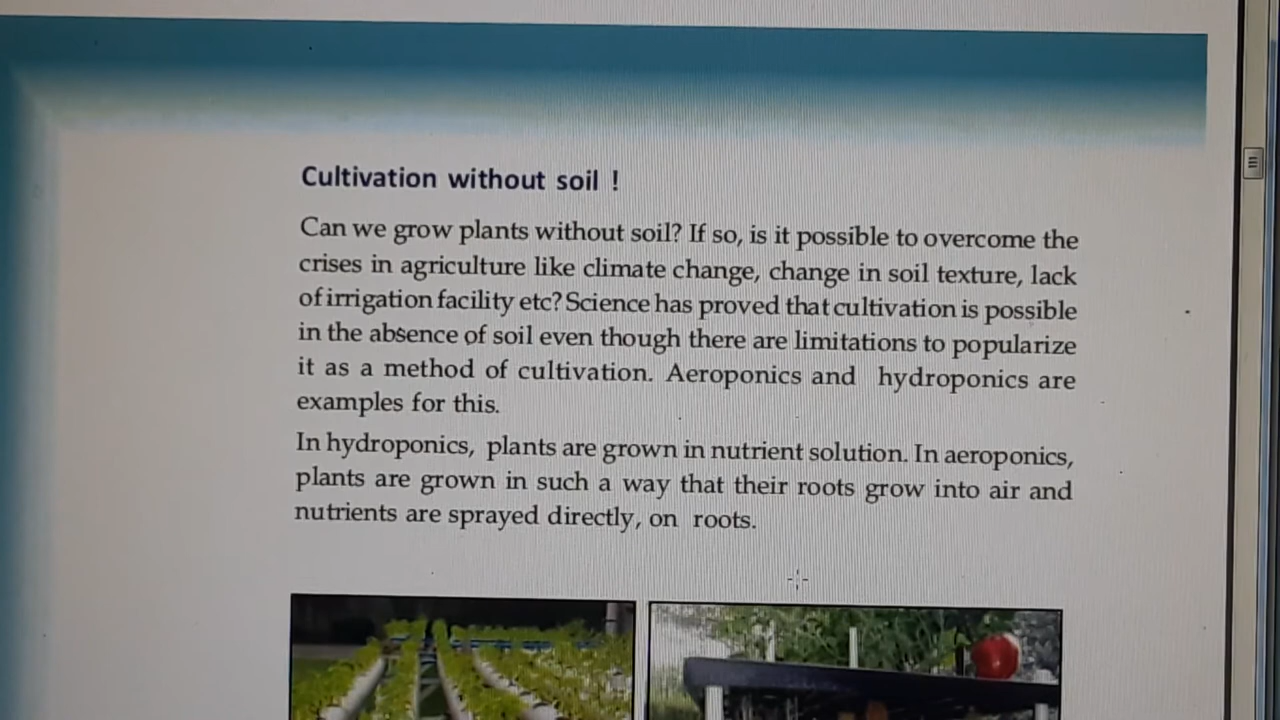 Cultivation without soil !
Can we grow plants without soil? If so, is it possible to overcome the
crises in agriculture like climate change, change in soil texture, lack
of irrigation facility etc? Science has proved that cultivation is possible
in the absence of soil even though there are limitations to popularize
it as a method of cultivation. Aeroponics and hydroponics are
examples for this.
In hydroponics, plants are grown in nutrient solution. In aeroponics,
plants are grown in such a way that their roots grow into air and
nutrients are sprayed directly, on roots.